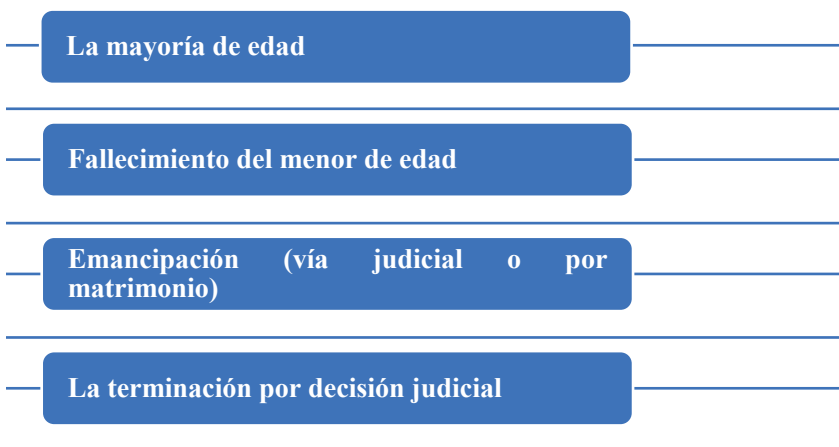 La mayoría de edad
Fallecimiento del menor de edad
Emancipación (vía judicial o por
matrimonio)
La terminación por decisión judicial